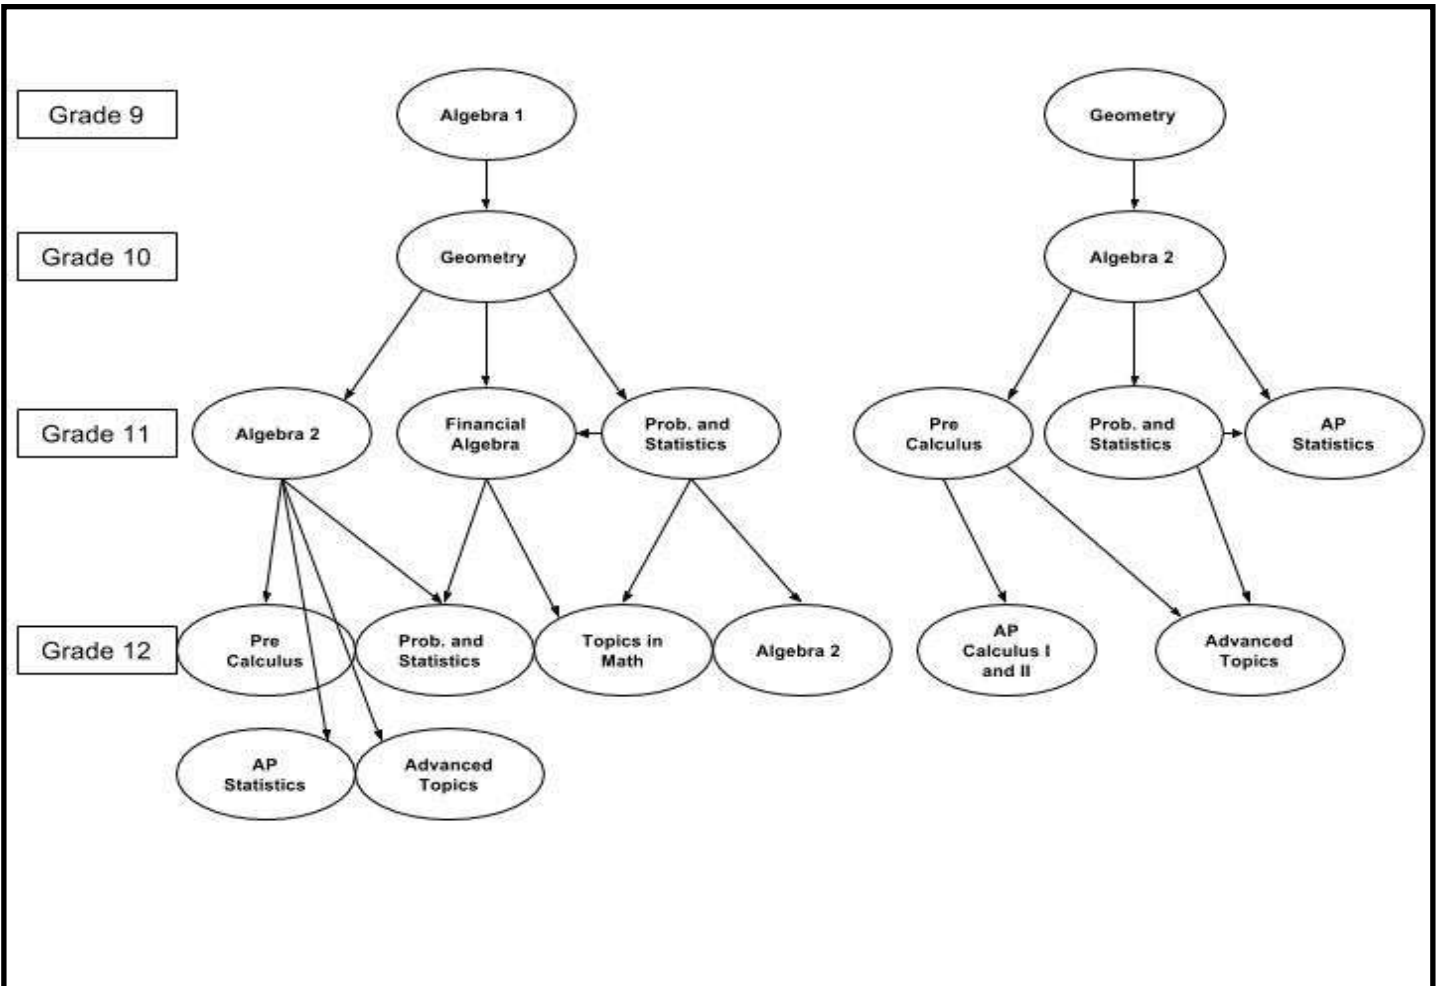 Grade 9
Algebra 1
Geometry
Grade 10
Geometry
Algebra 2
Grade 11
Algebra 2
Financial
Algebra
Prob. and
Statistics
Pre
Calculus
Prob. and
Statistics
AP
Statistics
Grade 12
Pre
Calculus
Prob. and
Statistics
Topics in
Math
Algebra 2
AP
Calculus I
and II
Advanced
Topics
AP
Statistics
Advanced
Topics